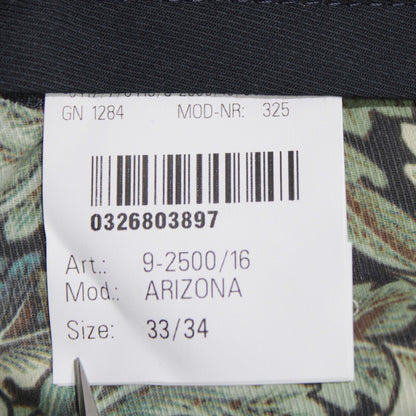 GN 1284 MOD-NR: 325
0326803897
Art.: 9-2500/16
Mod.: ARIZONA
Size: 33/34